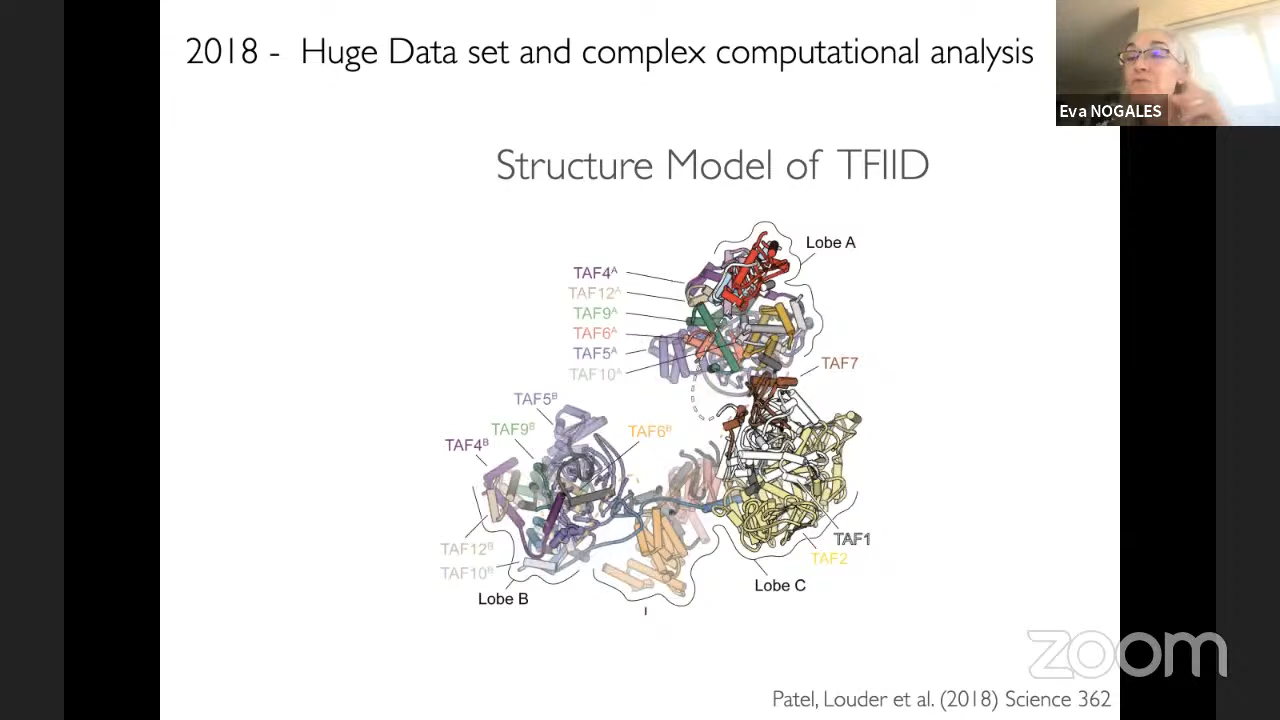 2018 - Huge Data set and complex computational analysis
Eva NOGALES
Structure Model of TFIID
Lobe A
TAF4ᴬ
TAF12ᴬ
TAF9ᴬ
TAF6ᴬ
TAF5ᴬ
TAF10ᴬ
TAF7
TAF5ᴮ
TAF9ᴮ
TAF6ᴮ
TAF4ᴮ
TAF1
TAF12ᴮ
TAF2
TAF10ᴮ
Lobe C
Lobe B
zoom
Patel, Louder et al. (2018) Science 362